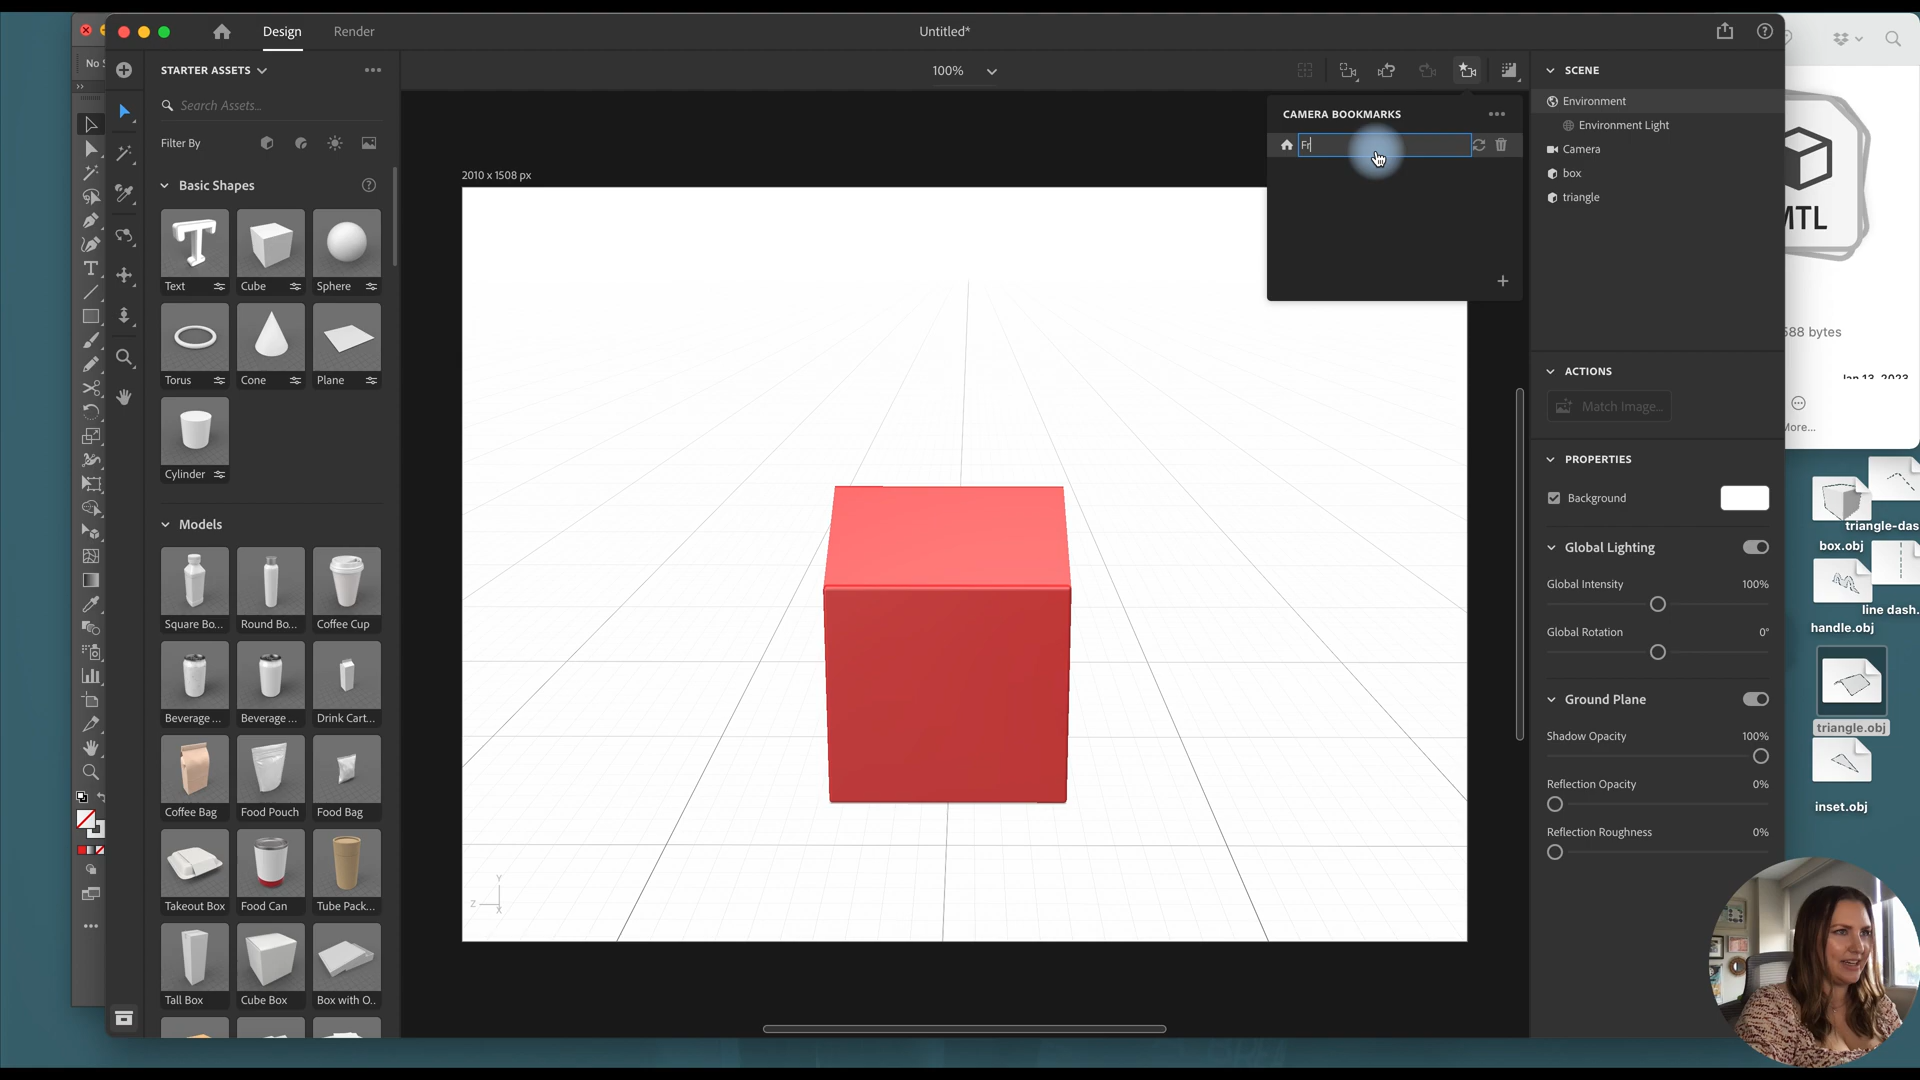 Design
Render
Untitled*
No S
STARTER ASSETS
100%
SCENE
Search Assets...
Environment
CAMERA BOOKMARKS
Environment Light
Filter By
Fr
Camera
box
2010 x 1508 px
Basic Shapes
triangle
MTL
Text
Cube
Sphere
588 bytes
Torus
Cone
Plane
ACTIONS
Jan 13, 2023
Match Image...
More...
Cylinder
PROPERTIES
Background
Models
triangle-das
box.obj
Global Lighting
Global Intensity
100%
line dash.
Square Bo...
Round Bo...
Coffee Cup
handle.obj
Global Rotation
0°
Ground Plane
Beverage ...
Beverage ...
Drink Cart...
triangle.obj
Shadow Opacity
100%
Reflection Opacity
0%
Coffee Bag
Food Pouch
Food Bag
inset.obj
Reflection Roughness
0%
Y
Z
X
Takeout Box
Food Can
Tube Pack...
Tall Box
Cube Box
Box with O...